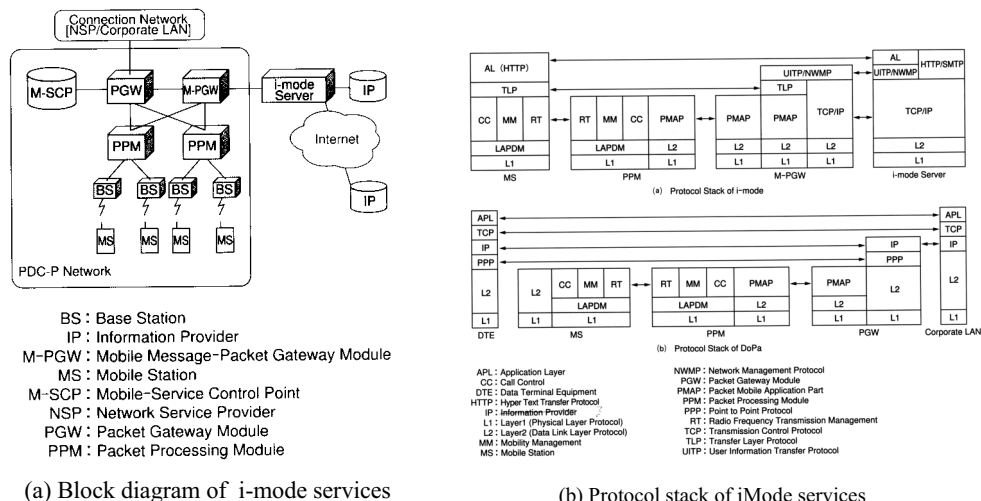 Connection Network
[NSP/Corporate LAN]
M-SCP
PGW
M-PGW
i-mode
Server
IP
PPM
PPM
Internet
BS
BS
BS
BS
IP
MS
MS
MS
MS
PDC-P Network
BS : Base Station
IP : Information Provider
M-PGW : Mobile Message-Packet Gateway Module
MS : Mobile Station
M-SCP : Mobile-Service Control Point
NSP : Network Service Provider
PGW : Packet Gateway Module
PPM : Packet Processing Module
(a) Block diagram of i-mode services
AL (HTTP)
AL
HTTP/SMTP
UITP/NWMP
UITP/NWMP
TLP
TLP
TCP/IP
TCP/IP
CC MM RT
RT MM CC PMAP
PMAP PMAP
LAPDM
LAPDM L2
L2 L2 L2
L2
L1
L1 L1
L1 L1 L1
L1
MS
PPM
M-PGW
i-mode Server
(a) Protocol Stack of i-mode
APL
APL
TCP
TCP
IP
IP
IP
PPP
PPP
L2
L2 CC MM RT
RT MM CC PMAP
PMAP
L2
L2
LAPDM
LAPDM L2
L2
L1
L1 L1
L1 L1
L1 L1
L1
DTE
MS
PPM
PGW
Corporate LAN
(b) Protocol Stack of DoPa
APL : Application Layer
CC : Call Control
DTE : Data Terminal Equipment
HTTP : Hyper Text Transfer Protocol
IP : Information Provider
L1 : Layer1 (Physical Layer Protocol)
L2 : Layer2 (Data Link Layer Protocol)
MM : Mobility Management
MS : Mobile Station
NWMP : Network Management Protocol
PGW : Packet Gateway Module
PMAP : Packet Mobile Application Part
PPM : Packet Processing Module
PPP : Point to Point Protocol
RT : Radio Frequency Transmission Management
TCP : Transmission Control Protocol
TLP : Transfer Layer Protocol
UITP : User Information Transfer Protocol
(b) Protocol stack of iMode services